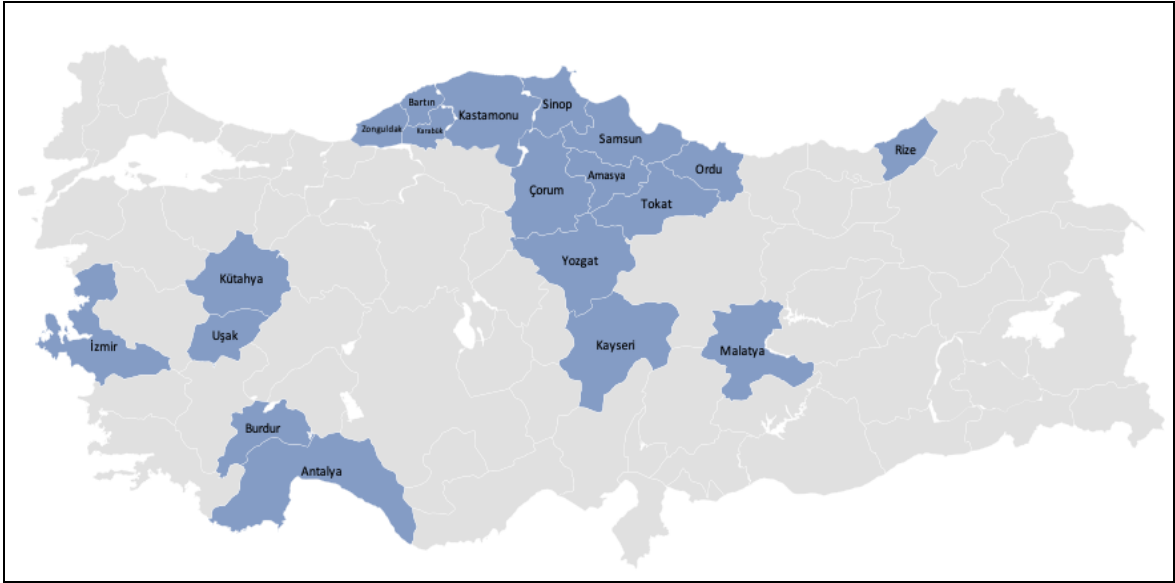 Bartın
Kastamonu
Sinop
Zonguldak
Karabük
Samsun
Rize
Ordu
Amasya
Çorum
Tokat
Yozgat
Kütahya
Uşak
İzmir
Kayseri
Malatya
Burdur
Antalya